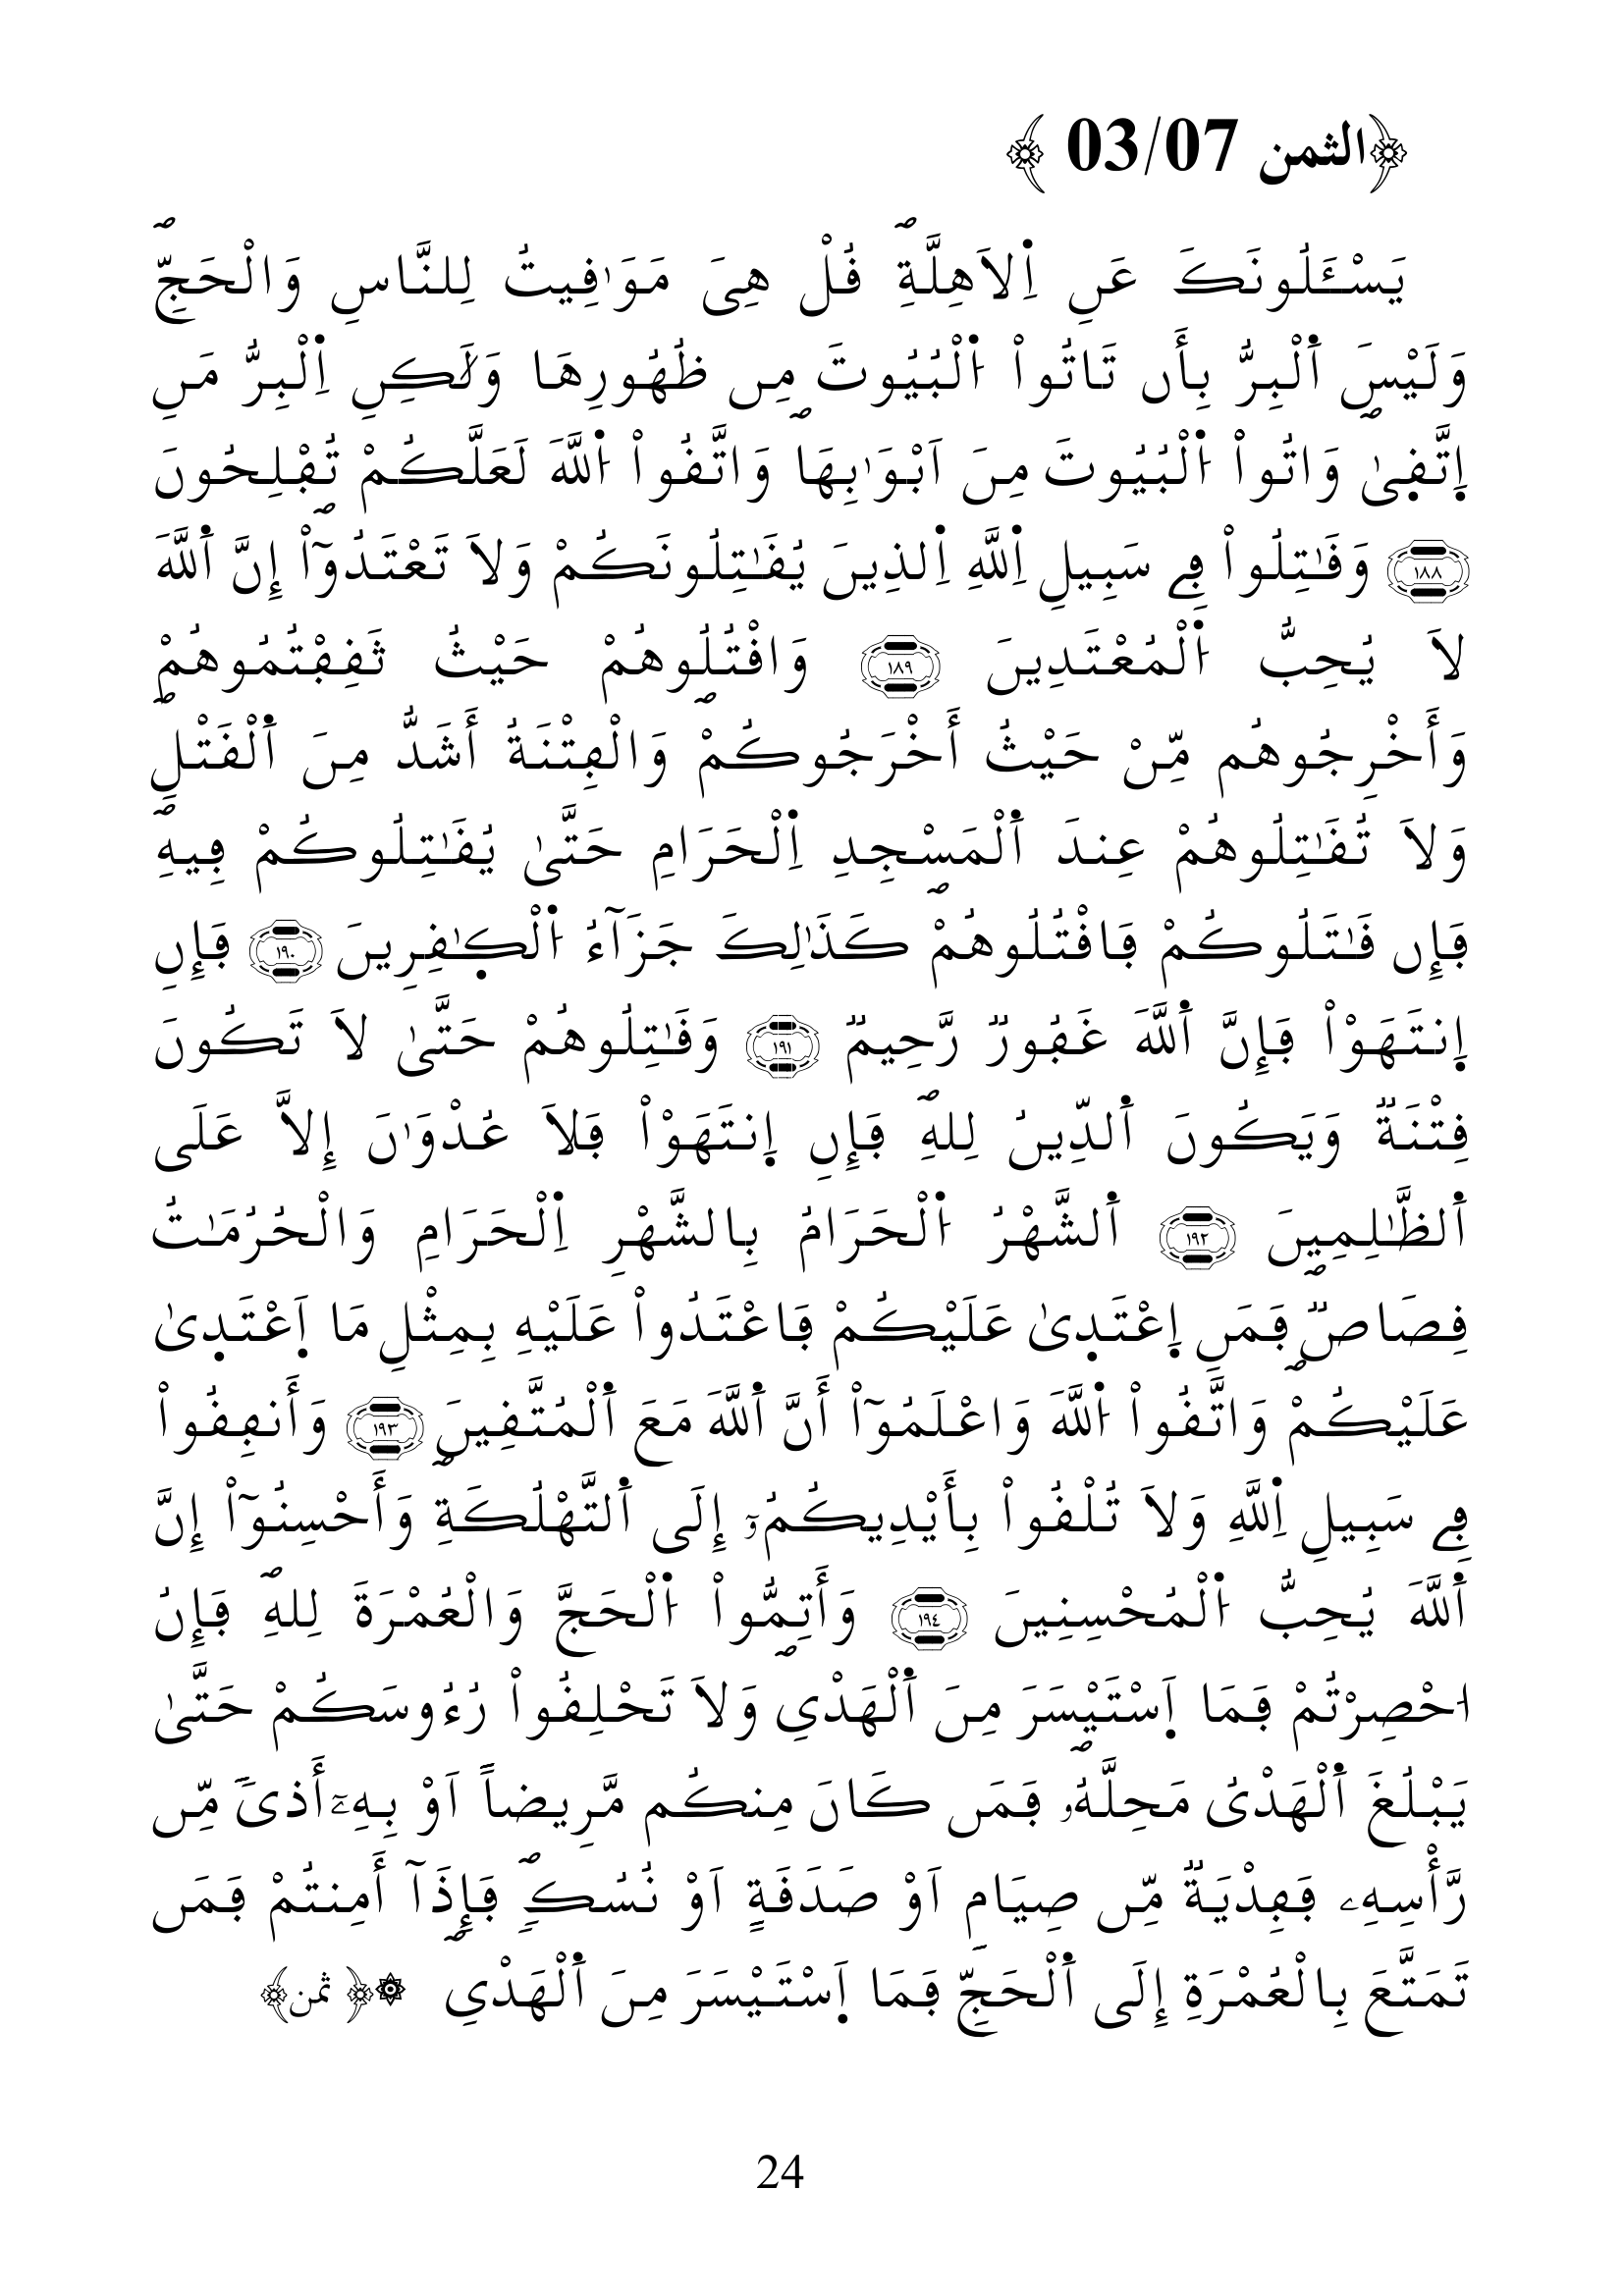 ﴿الثمن 03/07 ﴾
يَسْـَٔلُونَكَ عَنِ اِ۬لَاهِلَّةِۖ قُلْ هِىَ مَوَٰقِيتُ لِلنَّاسِ وَالْحَجِّۖ
وَلَيْسَ اَ۬لْبِرُّ بِأَن تَاتُواْ اُ۬لْبُيُوتَ مِن ظُهُورِهَاۖ وَلَٰكِنِ اِ۬لْبِرُّ مَنِ
اِ۪تَّقِىٰۖ وَاتُواْ اُ۬لْبُيُوتَ مِنَ اَبْوَٰبِهَاۖ وَاتَّقُواْ اُ۬للَّهَ لَعَلَّكُمْ تُفْلِحُونَۖ
١٨٨ وَقَٰتِلُواْ فِے سَبِيلِ اِ۬للَّهِ اِ۬لذِينَ يُقَٰتِلُونَكُمْ وَلَا تَعْتَدُوٓاْ إِنَّ اَ۬للَّهَ
لَا يُحِبُّ اُ۬لْمُعْتَدِينَ ١٨٩ وَاقْتُلُوهُمْ حَيْثُ ثَقِفْتُمُوهُمْ
وَأَخْرِجُوهُم مِّنْ حَيْثُ أَخْرَجُوكُمْۖ وَالْفِتْنَةُ أَشَدُّ مِنَ اَ۬لْقَتْلِۖ
وَلَا تُقَٰتِلُوهُمْ عِندَ اَ۬لْمَسْجِدِ اِ۬لْحَرَامِ حَتَّىٰ يُقَٰتِلُوكُمْ فِيهِۖ
فَإِن قَٰتَلُوكُمْ فَاقْتُلُوهُمْۖ كَذَٰلِكَ جَزَآءُ اُ۬لْكٰ۪فِرِينَ ١٩٠ فَإِنِ
اِ۪نتَهَوْاْ فَإِنَّ اَ۬للَّهَ غَفُورٌ رَّحِيمٌ ١٩١ وَقَٰتِلُوهُمْ حَتَّىٰ لَا تَكُونَ
فِتْنَةٌ وَيَكُونَ اَ۬لدِّينُ لِلهِۖ فَإِنِ اِ۪نتَهَوْاْ فَلَا عُدْوَٰنَ إِلَّا عَلَى
اَ۬لظَّٰلِمِينَۖ ١٩٢ اَ۬لشَّهْرُ اُ۬لْحَرَامُ بِالشَّهْرِ اِ۬لْحَرَامِ وَالْحُرُمَٰتُ
قِصَاصٌۖ فَمَنِ اِ۪عْتَدِىٰ عَلَيْكُمْ فَاعْتَدُواْ عَلَيْهِ بِمِثْلِ مَا اَ۪عْتَدِىٰ
عَلَيْكُمْ وَاتَّقُواْ اُ۬للَّهَ وَاعْلَمُوٓاْ أَنَّ اَ۬للَّهَ مَعَ اَ۬لْمُتَّقِينَۖ ١٩٣ وَأَنفِقُواْ
فِے سَبِيلِ اِ۬للَّهِ وَلَا تُلْقُواْ بِأَيْدِيكُمُۥٓ إِلَى اَ۬لتَّهْلُكَةِ وَأَحْسِنُوٓاْ إِنَّ
اَ۬للَّهَ يُحِبُّ اُ۬لْمُحْسِنِينَ ١٩٤ وَأَتِمُّواْ اُ۬لْحَجَّ وَالْعُمْرَةَ لِلهِۖ فَإِنُ
احْصِرْتُمْ فَمَا اَ۪سْتَيْسَرَ مِنَ اَ۬لْهَدْيِۖ وَلَا تَحْلِقُواْ رُءُوسَكُمْ حَتَّىٰ
يَبْلُغَ اَ۬لْهَدْىُ مَحِلَّهُۥۖ فَمَن كَانَ مِنكُم مَّرِيضاً اَوْ بِهِۦٓ أَذىً مِّن
رَّأْسِهِۦ فَفِدْيَةٌ مِّن صِيَامٍ اَوْ صَدَقَةٍ اَوْ نُسُكٍۖ فَإِذَآ أَمِنتُمْۖ فَمَن
تَمَتَّعَ بِالْعُمْرَةِ إِلَى اَ۬لْحَجِّ فَمَا اَ۪سْتَيْسَرَ مِنَ اَ۬لْهَدْيِ ۞﴿ ثمن﴾
24